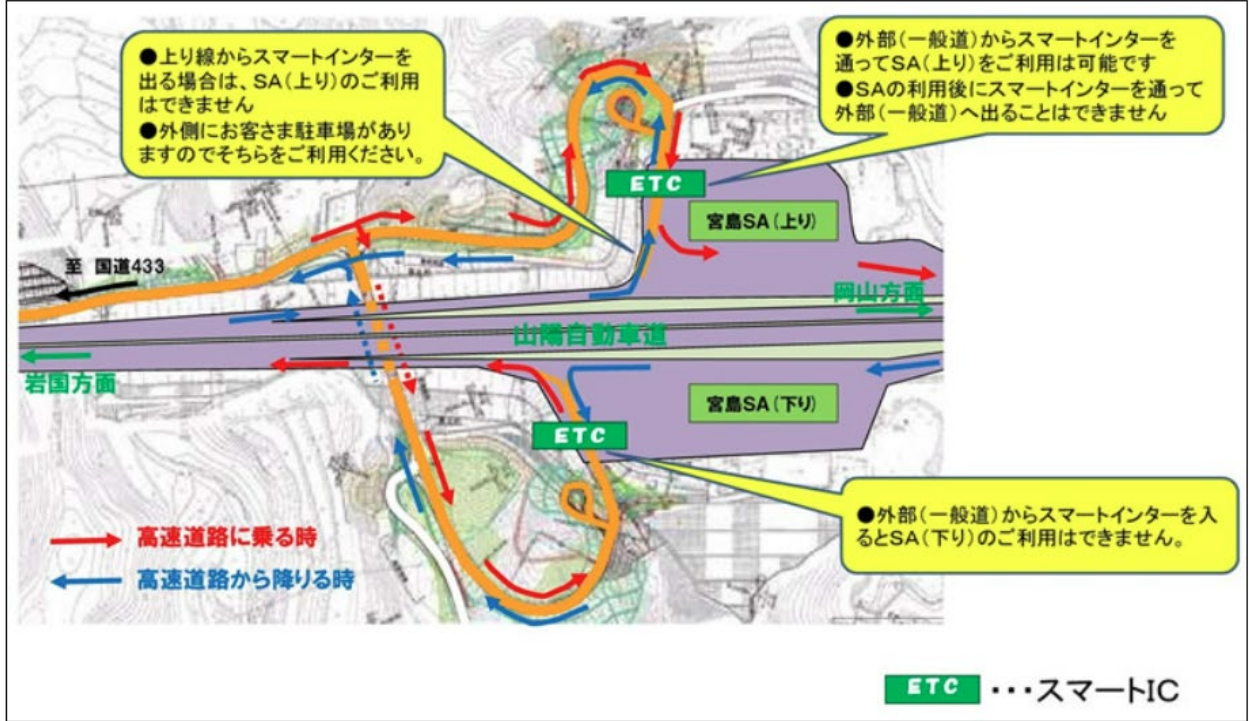 ●上り線からスマートインターを
出る場合は、SA(上り)のご利用
はできません
●外側にお客さま駐車場があり
ますのでそちらをご利用ください。
●外部(一般道)からスマートインターを
通ってSA(上り)をご利用は可能です
●SAの利用後にスマートインターを通って
外部(一般道)へ出ることはできません
ETC
宮島SA(上り)
至 国道433
岡山方面
山陽自動車道
岩国方面
宮島SA(下り)
ETC
●外部(一般道)からスマートインターを入
るとSA(下り)のご利用はできません。
高速道路に乗る時
高速道路から降りる時
ETC ・・・スマートIC